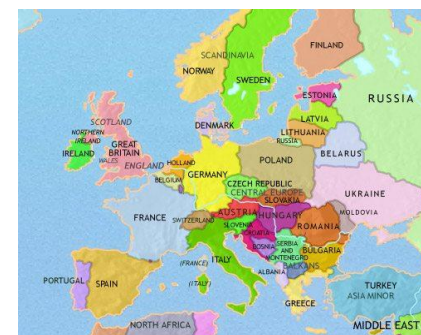 FINLAND
SCANDINAVIA
NORWAY
SWEDEN
ESTONIA
RUSSIA
LATVIA
SCOTLAND
DENMARK
LITHUANIA
NORTHERN
IRELAND
RUSSIA
IRELAND
GREAT
BRITAIN
BELARUS
WALES
ENGLAND
HOLLAND
POLAND
BELGIUM
GERMANY
CZECH REPUBLIC
CENTRAL EUROPE
SLOVAKIA
UKRAINE
FRANCE
SWITZERLAND
AUSTRIA
HUNGARY
MOLDOVIA
SLOVENIA
CROATIA
ROMANIA
BOSNIA
SERBIA
AND
MONTENEGRO
BULGARIA
BALKANS
(FRANCE)
ITALY
ALBANIA
PORTUGAL
SPAIN
(ITALY)
TURKEY
ASIA MINOR
GREECE
NORTH AFRICA
MIDDLE EAST